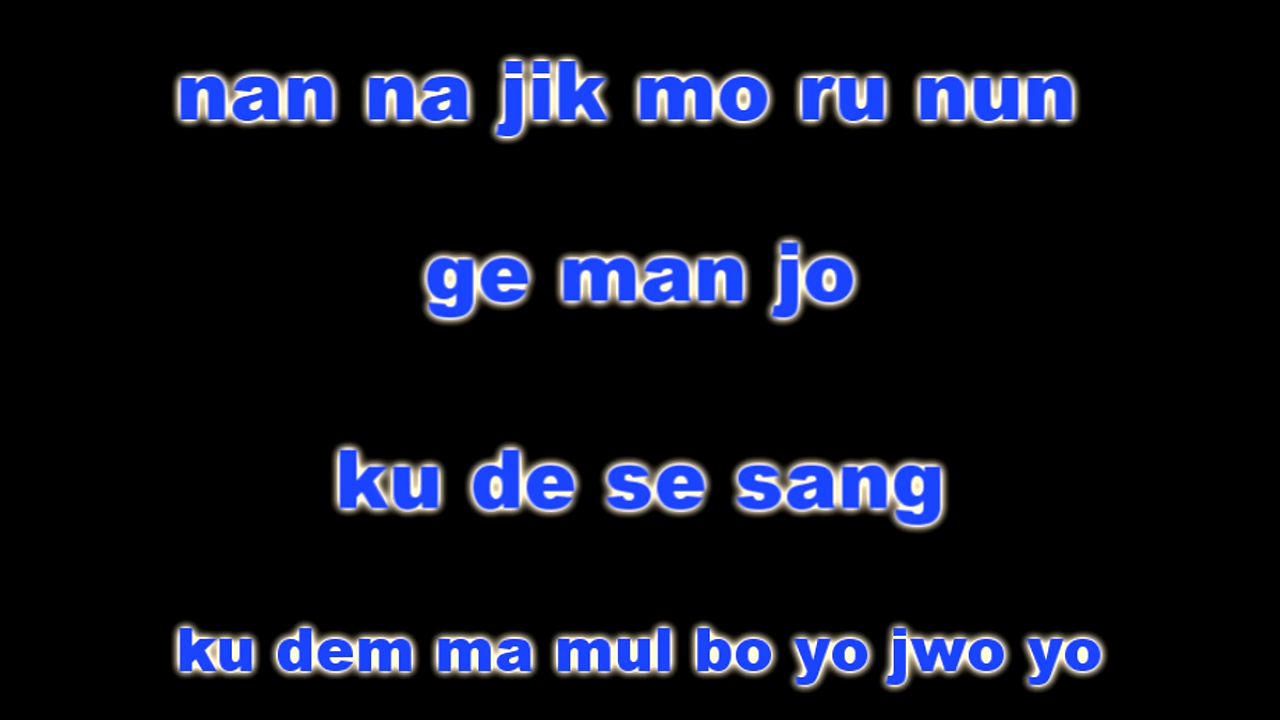 nan na jik mo ru nun
ge man jo
ku de se sang
ku dem ma mul bo yo jwo yo